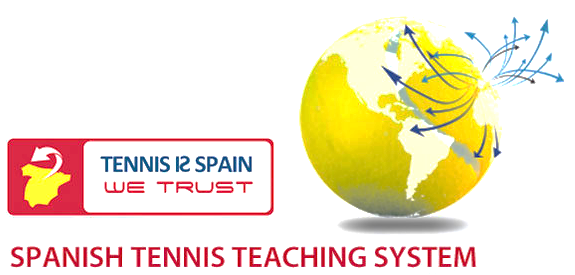 TENNIS IS SPAIN
WE TRUST
SPANISH TENNIS TEACHING SYSTEM